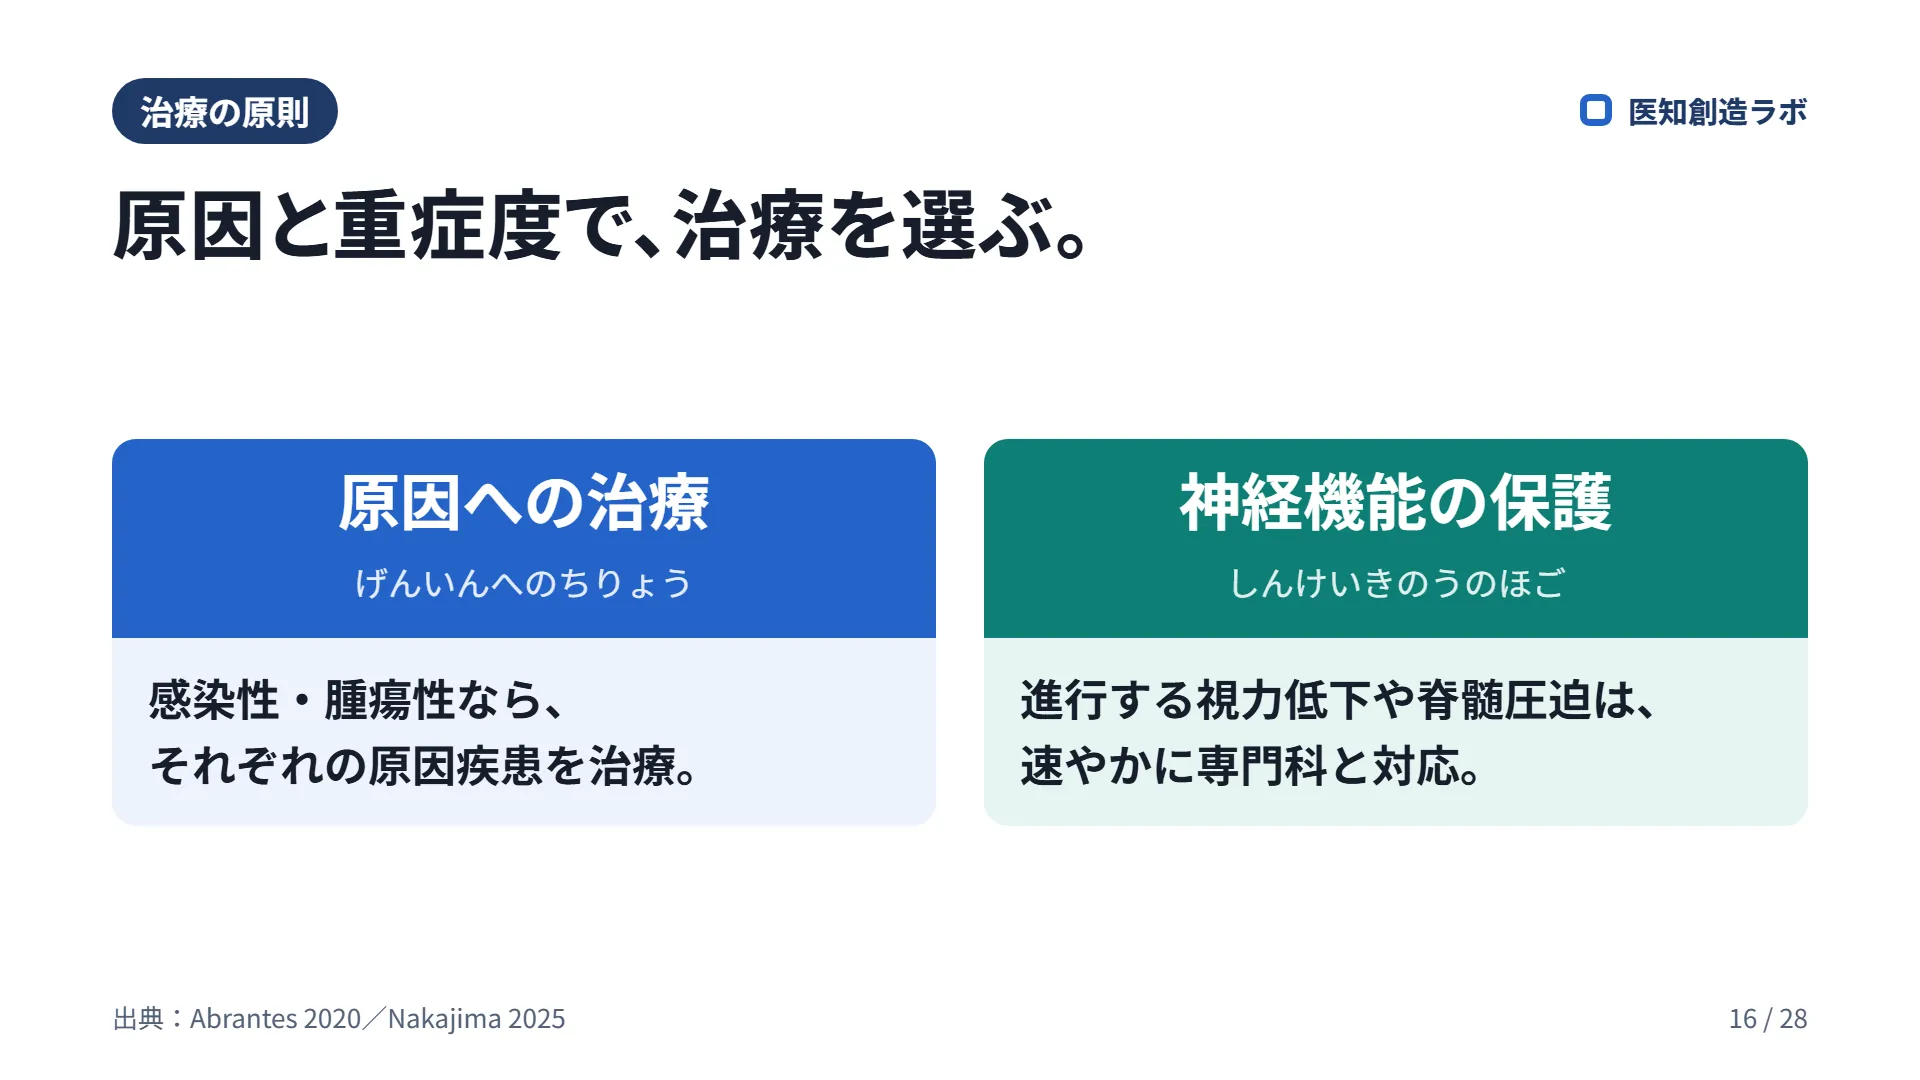 治療の原則
医知創造ラボ
原因と重症度で、治療を選ぶ。
原因への治療
げんいんへのちりょう
感染性・腫瘍性なら、
それぞれの原因疾患を治療。
神経機能の保護
しんけいきのうのほご
進行する視力低下や脊髄圧迫は、
速やかに専門科と対応。
出典：Abrantes 2020／Nakajima 2025
16 / 28